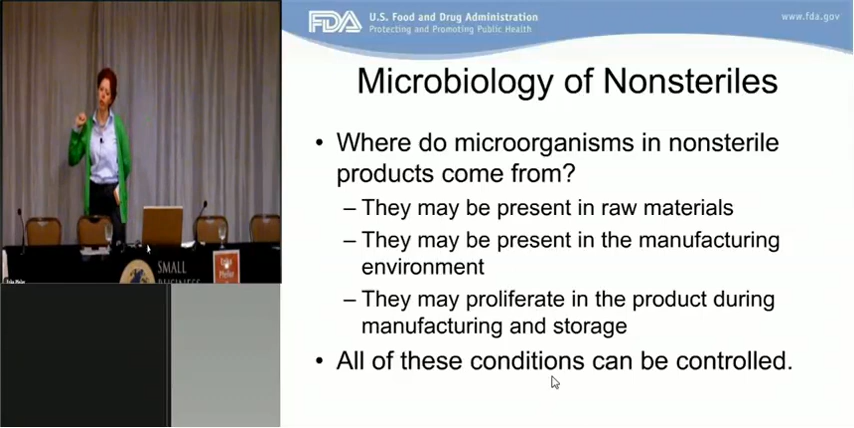 FDA U.S. Food and Drug Administration
Protecting and Promoting Public Health
www.fda.gov
Microbiology of Nonsteriles
• Where do microorganisms in nonsterile
products come from?
– They may be present in raw materials
– They may be present in the manufacturing
environment
– They may proliferate in the product during
manufacturing and storage
• All of these conditions can be controlled.
SMALL